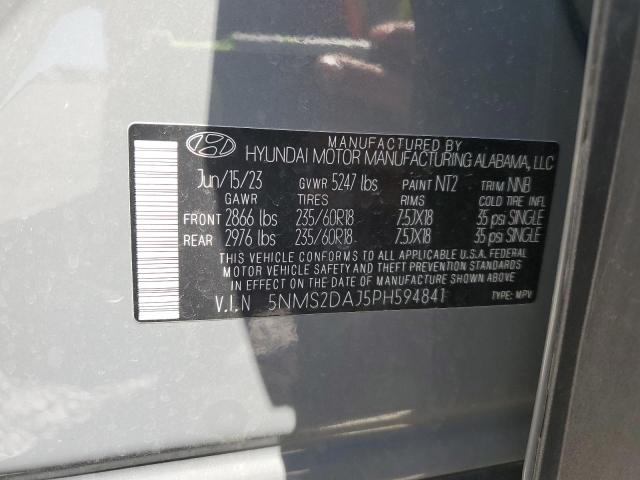 MANUFACTURED BY
HYUNDAI MOTOR MANUFACTURING ALABAMA, LLC
Jun/15/23 GVWR 5247 lbs PAINT NT2 TRIM NNB
GAWR TIRES RIMS COLD TIRE INFL
FRONT 2866 lbs 235/60R18 7.5JX18 35 psi SINGLE
REAR 2976 lbs 235/60R18 7.5JX18 35 psi SINGLE
THIS VEHICLE CONFORMS TO ALL APPLICABLE U.S.A. FEDERAL
MOTOR VEHICLE SAFETY AND THEFT PREVENTION STANDARDS
IN EFFECT ON THE DATE OF MANUFACTURE SHOWN ABOVE.
V.I.N 5NMS2DAJ5PH594841 TYPE: MPV